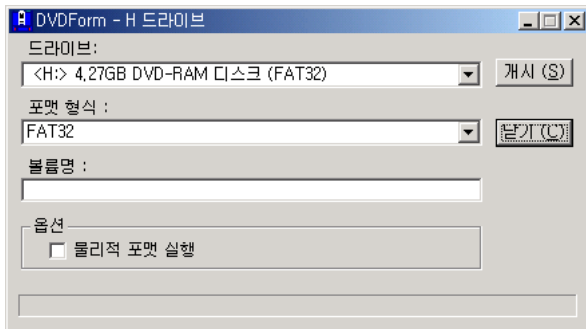 DVDForm - H 드라이브
드라이브:
<H:> 4,27GB DVD-RAM 디스크 (FAT32)
개시 (S)
포맷 형식 :
FAT32
닫기 (C)
볼륨명 :
옵션
물리적 포맷 실행